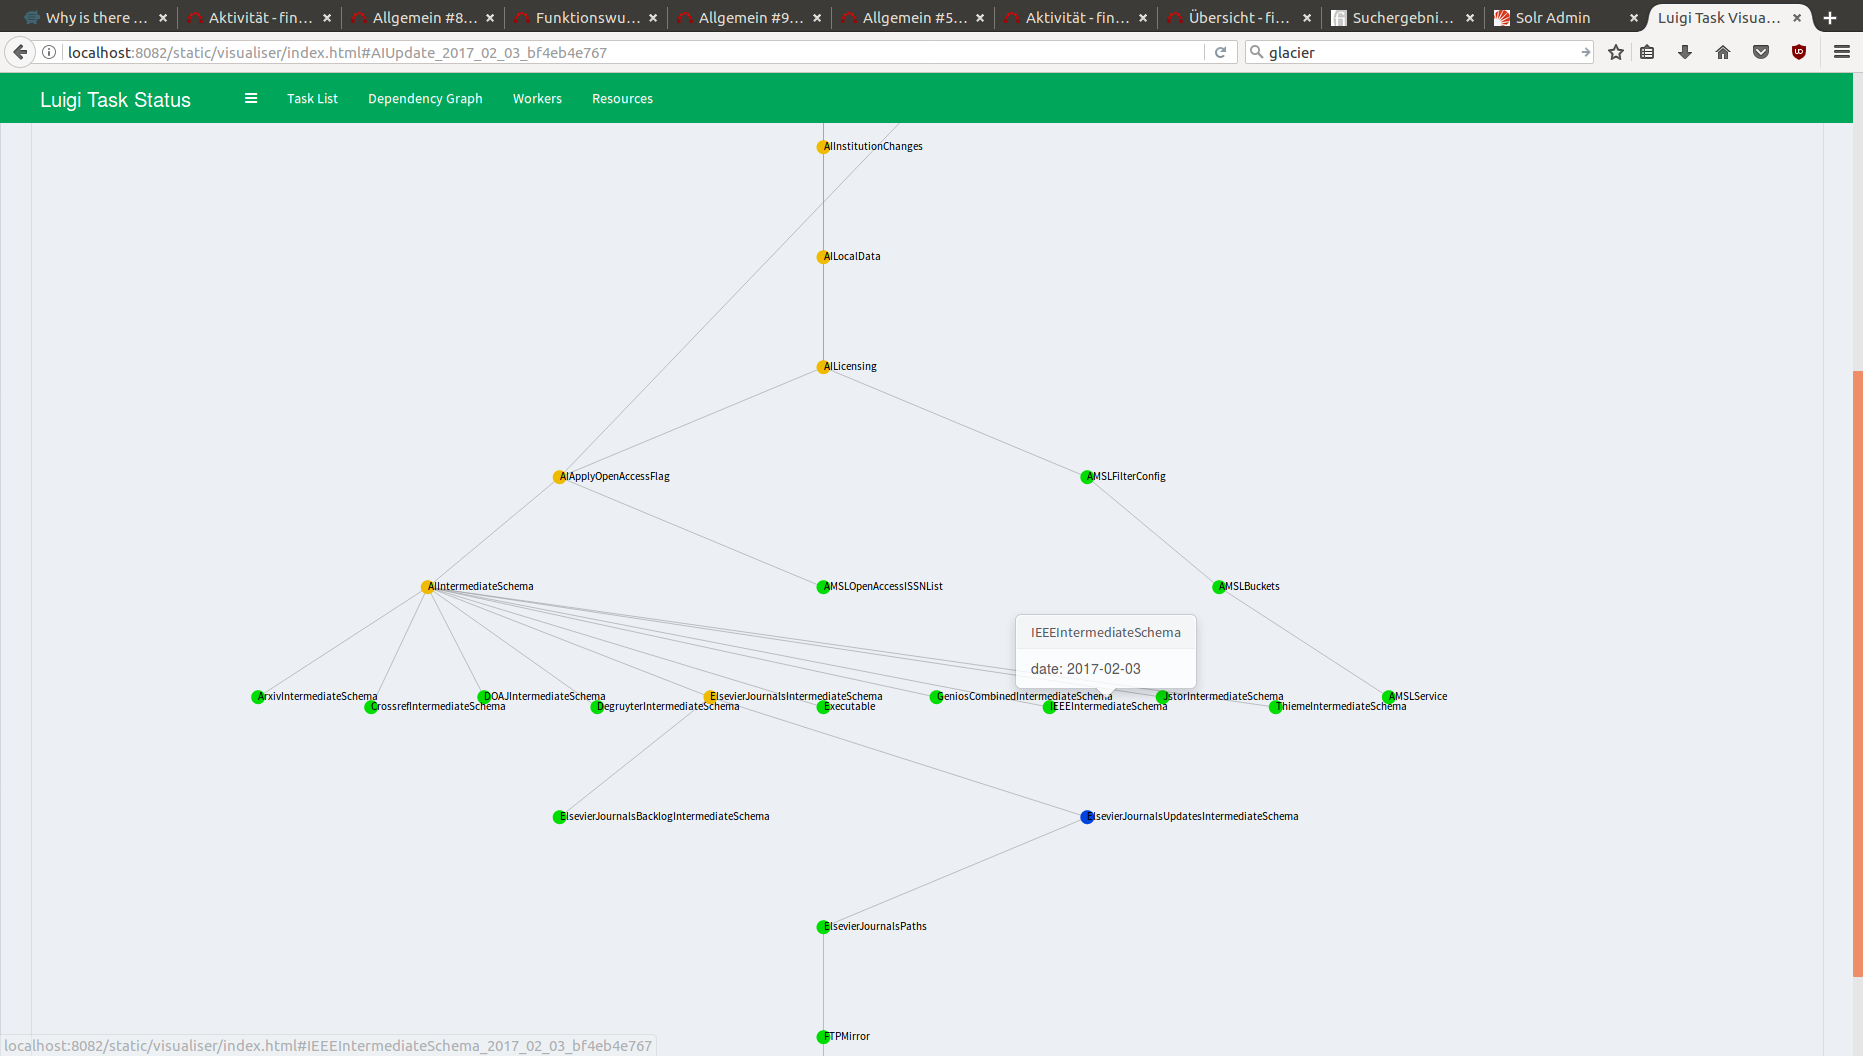 Why is there ...
Aktivität - fin...
Allgemein #8...
Funktionswu...
Allgemein #9...
Allgemein #5...
Aktivität - fin...
Übersicht - fi...
Suchergebni...
Solr Admin
Luigi Task Visua...
localhost:8082/static/visualiser/index.html#AIUpdate_2017_02_03_bf4eb4e767
glacier
Luigi Task Status
Task List
Dependency Graph
Workers
Resources
AIInstitutionChanges
AILocalData
AILicensing
AIApplyOpenAccessFlag
AMSLFilterConfig
AIIntermediateSchema
AMSLOpenAccessISSNList
AMSLBuckets
IEEEIntermediateSchema
date: 2017-02-03
ArxivIntermediateSchema
CrossrefIntermediateSchema
DOAJIntermediateSchema
DegruyterIntermediateSchema
ElsevierJournalsIntermediateSchema
Executable
GeniosCombinedIntermediateSchema
IEEEIntermediateSchema
JstorIntermediateSchema
ThiemeIntermediateSchema
AMSLService
ElsevierJournalsBacklogIntermediateSchema
ElsevierJournalsUpdatesIntermediateSchema
ElsevierJournalsPaths
FTPMirror
localhost:8082/static/visualiser/index.html#IEEEIntermediateSchema_2017_02_03_bf4eb4e767